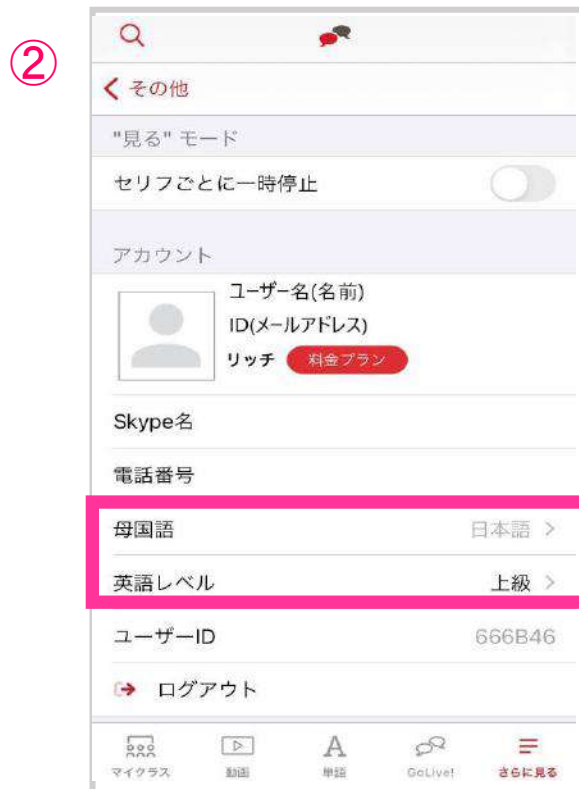 ②
その他
"見る" モード
セリフごとに一時停止
アカウント
ユーザー名(名前)
ID(メールアドレス)
リッチ 料金プラン
Skype名
電話番号
母国語 日本語
英語レベル 上級
ユーザーID 666B46
ログアウト
マイクラス 動画 単語 GoLive! さらに見る